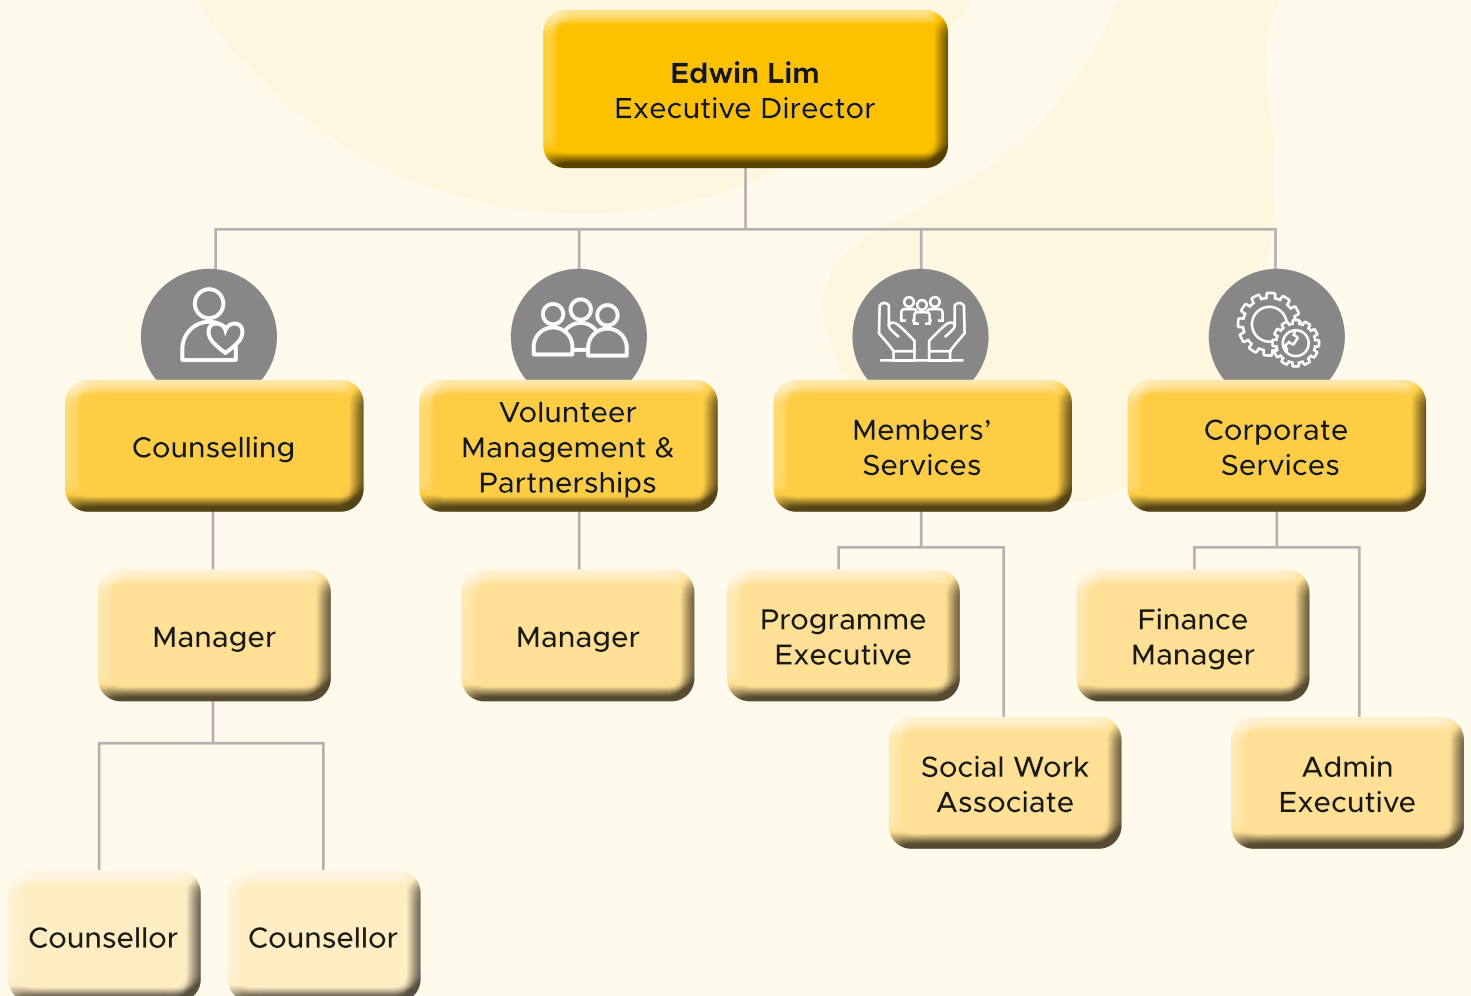 Edwin Lim
Executive Director
Counselling
Volunteer
Management &
Partnerships
Members’
Services
Corporate
Services
Manager
Manager
Programme
Executive
Finance
Manager
Social Work
Associate
Admin
Executive
Counsellor
Counsellor